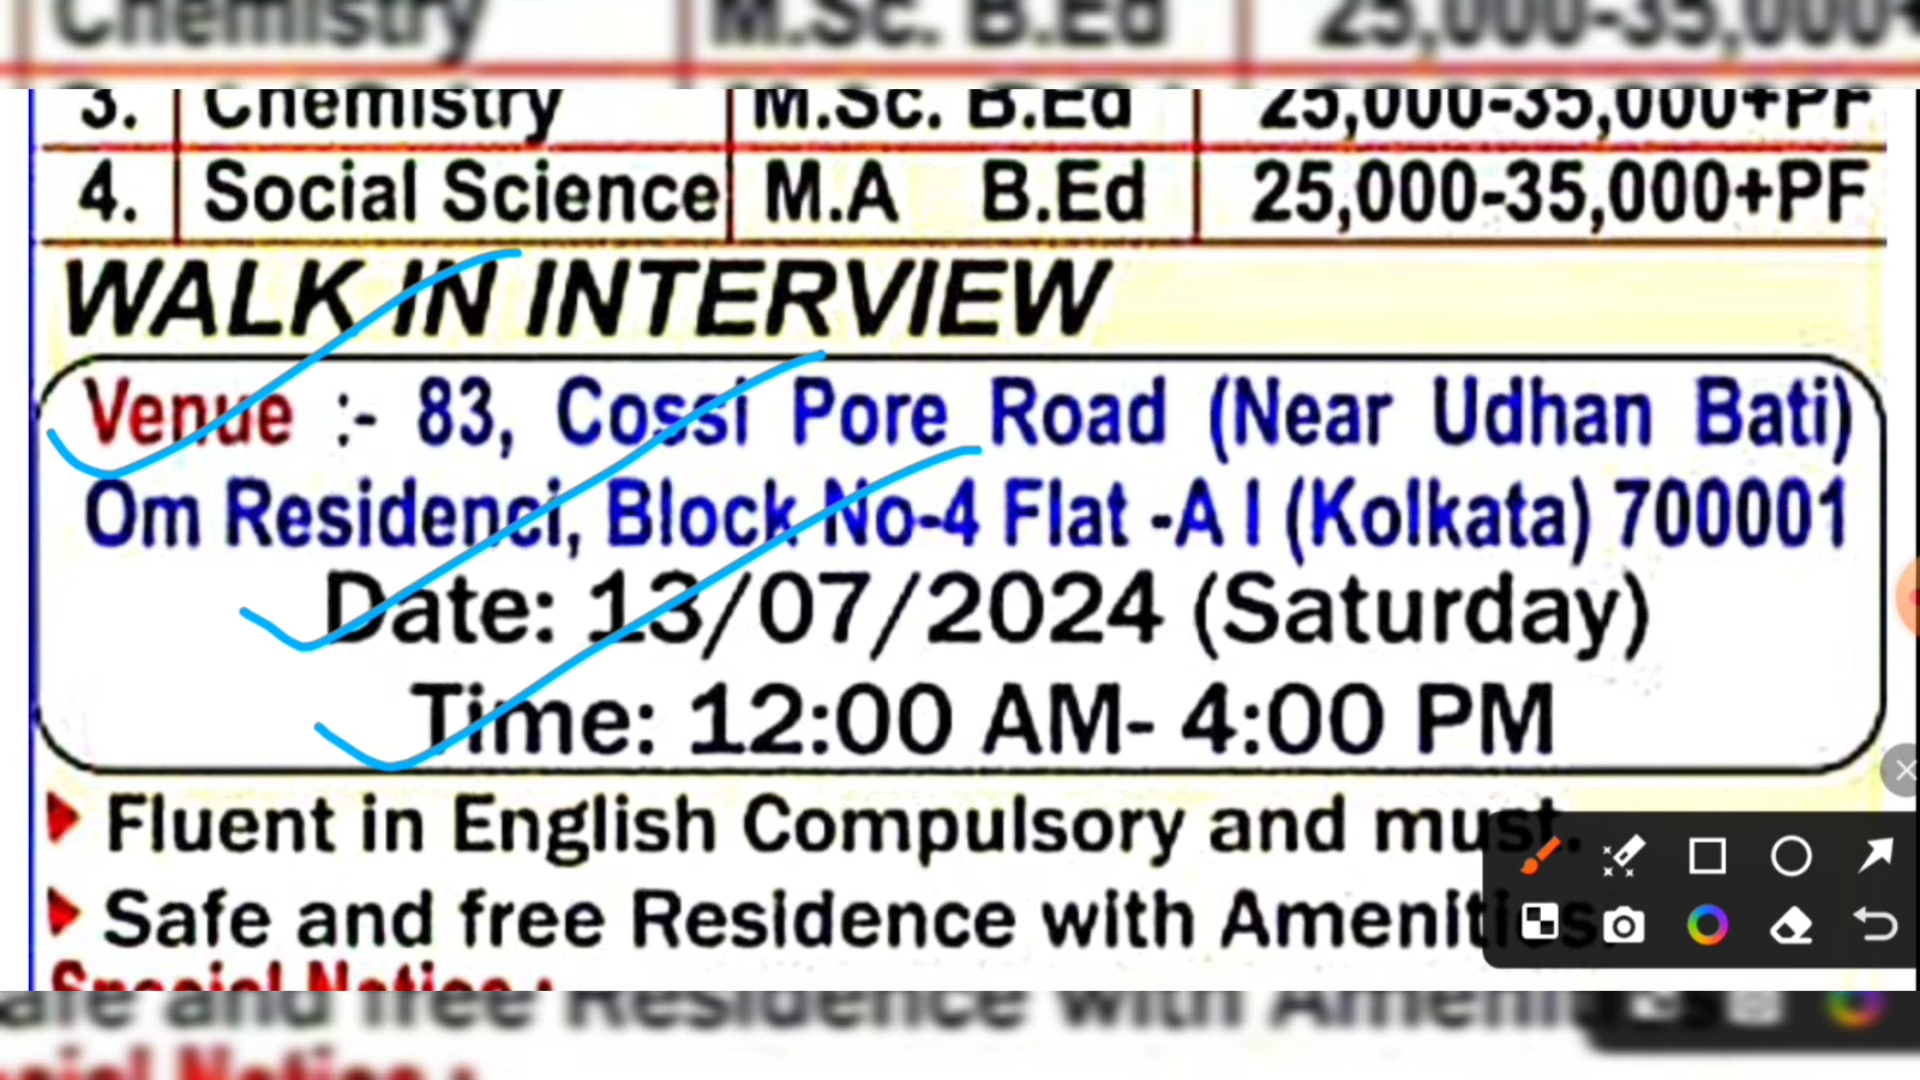 Chemistry M.Sc. B.Ed 25,000-35,000+
3. Chemistry M.Sc. B.Ed 25,000-35,000+PF
4. Social Science M.A B.Ed 25,000-35,000+PF
WALK IN INTERVIEW
Venue :- 83, Cossi Pore Road (Near Udhan Bati)
Om Residenci, Block No-4 Flat -A I (Kolkata) 700001
Date: 13/07/2024 (Saturday)
Time: 12:00 AM- 4:00 PM
Fluent in English Compulsory and must.
Safe and free Residence with Amenities
Special Notice :